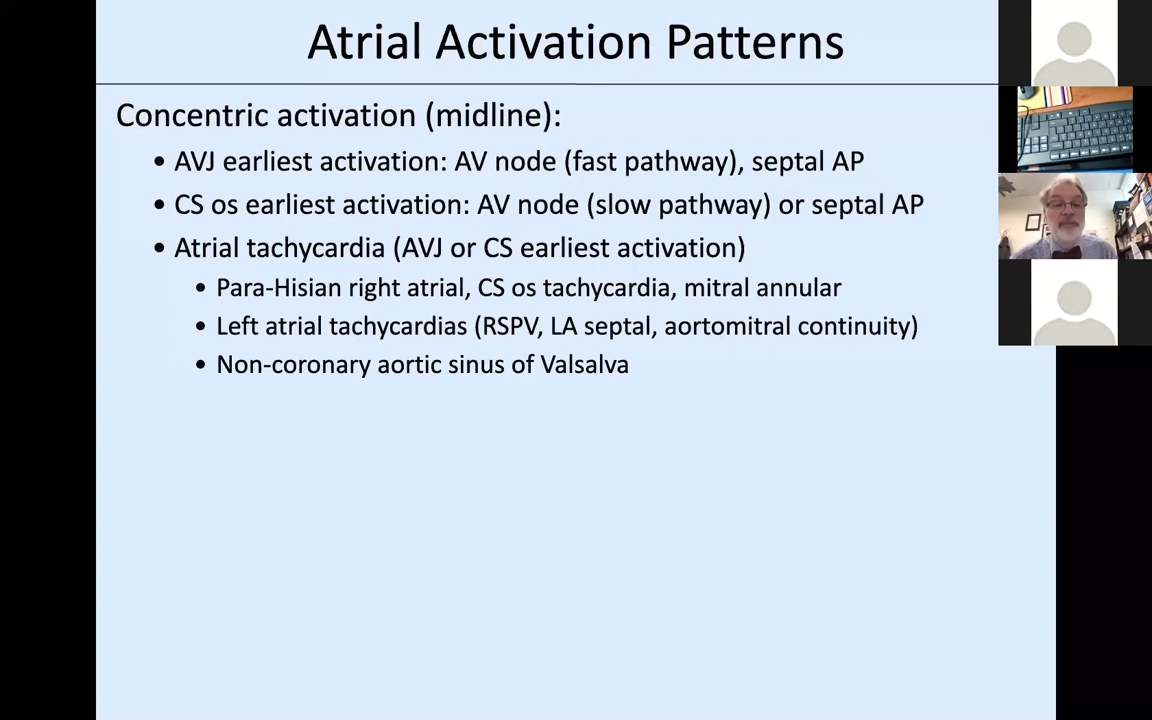 Atrial Activation Patterns
Concentric activation (midline):
• AVJ earliest activation: AV node (fast pathway), septal AP
• CS os earliest activation: AV node (slow pathway) or septal AP
• Atrial tachycardia (AVJ or CS earliest activation)
• Para-Hisian right atrial, CS os tachycardia, mitral annular
• Left atrial tachycardias (RSPV, LA septal, aortomitral continuity)
• Non-coronary aortic sinus of Valsalva